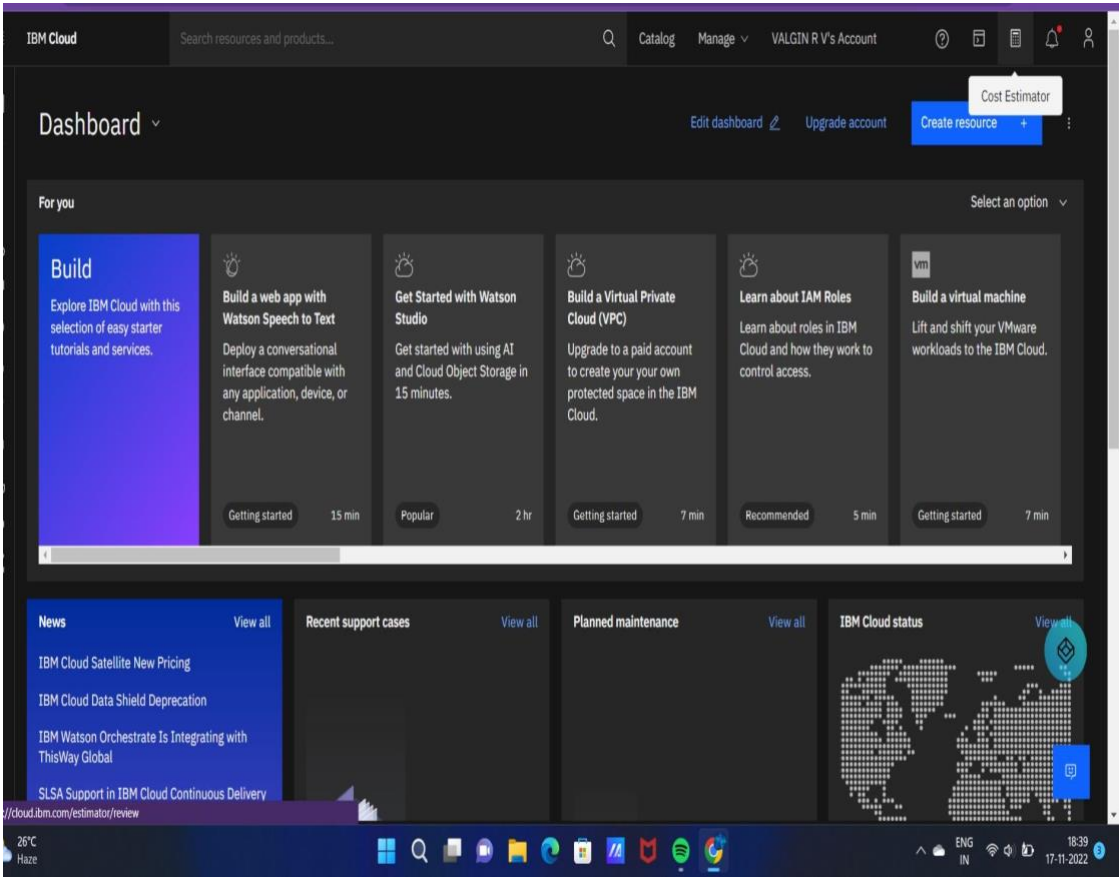 IBM Cloud
Search resources and products...
Catalog
Manage
VALGIN R V's Account
Cost Estimator
Dashboard
Edit dashboard
Upgrade account
Create resource +
For you
Select an option
Build
Explore IBM Cloud with this
selection of easy starter
tutorials and services.
Build a web app with
Watson Speech to Text
Deploy a conversational
interface compatible with
any application, device, or
channel.
Getting started
15 min
Get Started with Watson
Studio
Get started with using AI
and Cloud Object Storage in
15 minutes.
Popular
2 hr
Build a Virtual Private
Cloud (VPC)
Upgrade to a paid account
to create your your own
protected space in the IBM
Cloud.
Getting started
7 min
Learn about IAM Roles
Learn about roles in IBM
Cloud and how they work to
control access.
Recommended
5 min
vm
Build a virtual machine
Lift and shift your VMware
workloads to the IBM Cloud.
Getting started
7 min
News
View all
IBM Cloud Satellite New Pricing
IBM Cloud Data Shield Deprecation
IBM Watson Orchestrate Is Integrating with
ThisWay Global
SLSA Support in IBM Cloud Continuous Delivery
Recent support cases
View all
Planned maintenance
View all
IBM Cloud status
View all
://cloud.ibm.com/estimator/review
26°C
Haze
ENG
IN
18:39
17-11-2022
3